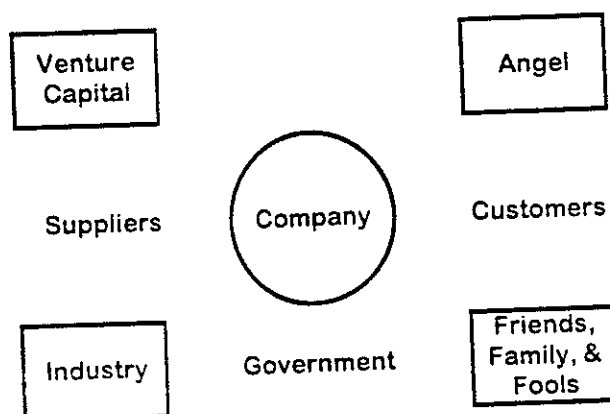 Venture
Capital
Angel
Suppliers
Company
Customers
Industry
Government
Friends,
Family, &
Fools